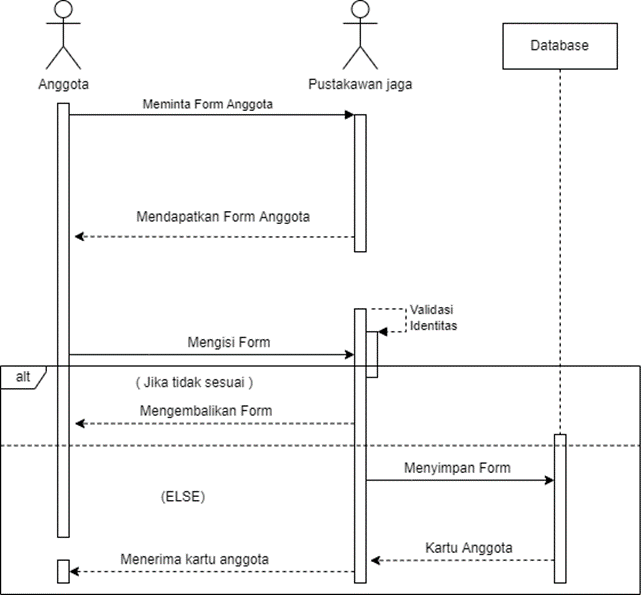 Database
Anggota
Pustakawan jaga
Meminta Form Anggota
Mendapatkan Form Anggota
Validasi
Identitas
Mengisi Form
alt
( Jika tidak sesuai )
Mengembalikan Form
Menyimpan Form
(ELSE)
Kartu Anggota
Menerima kartu anggota